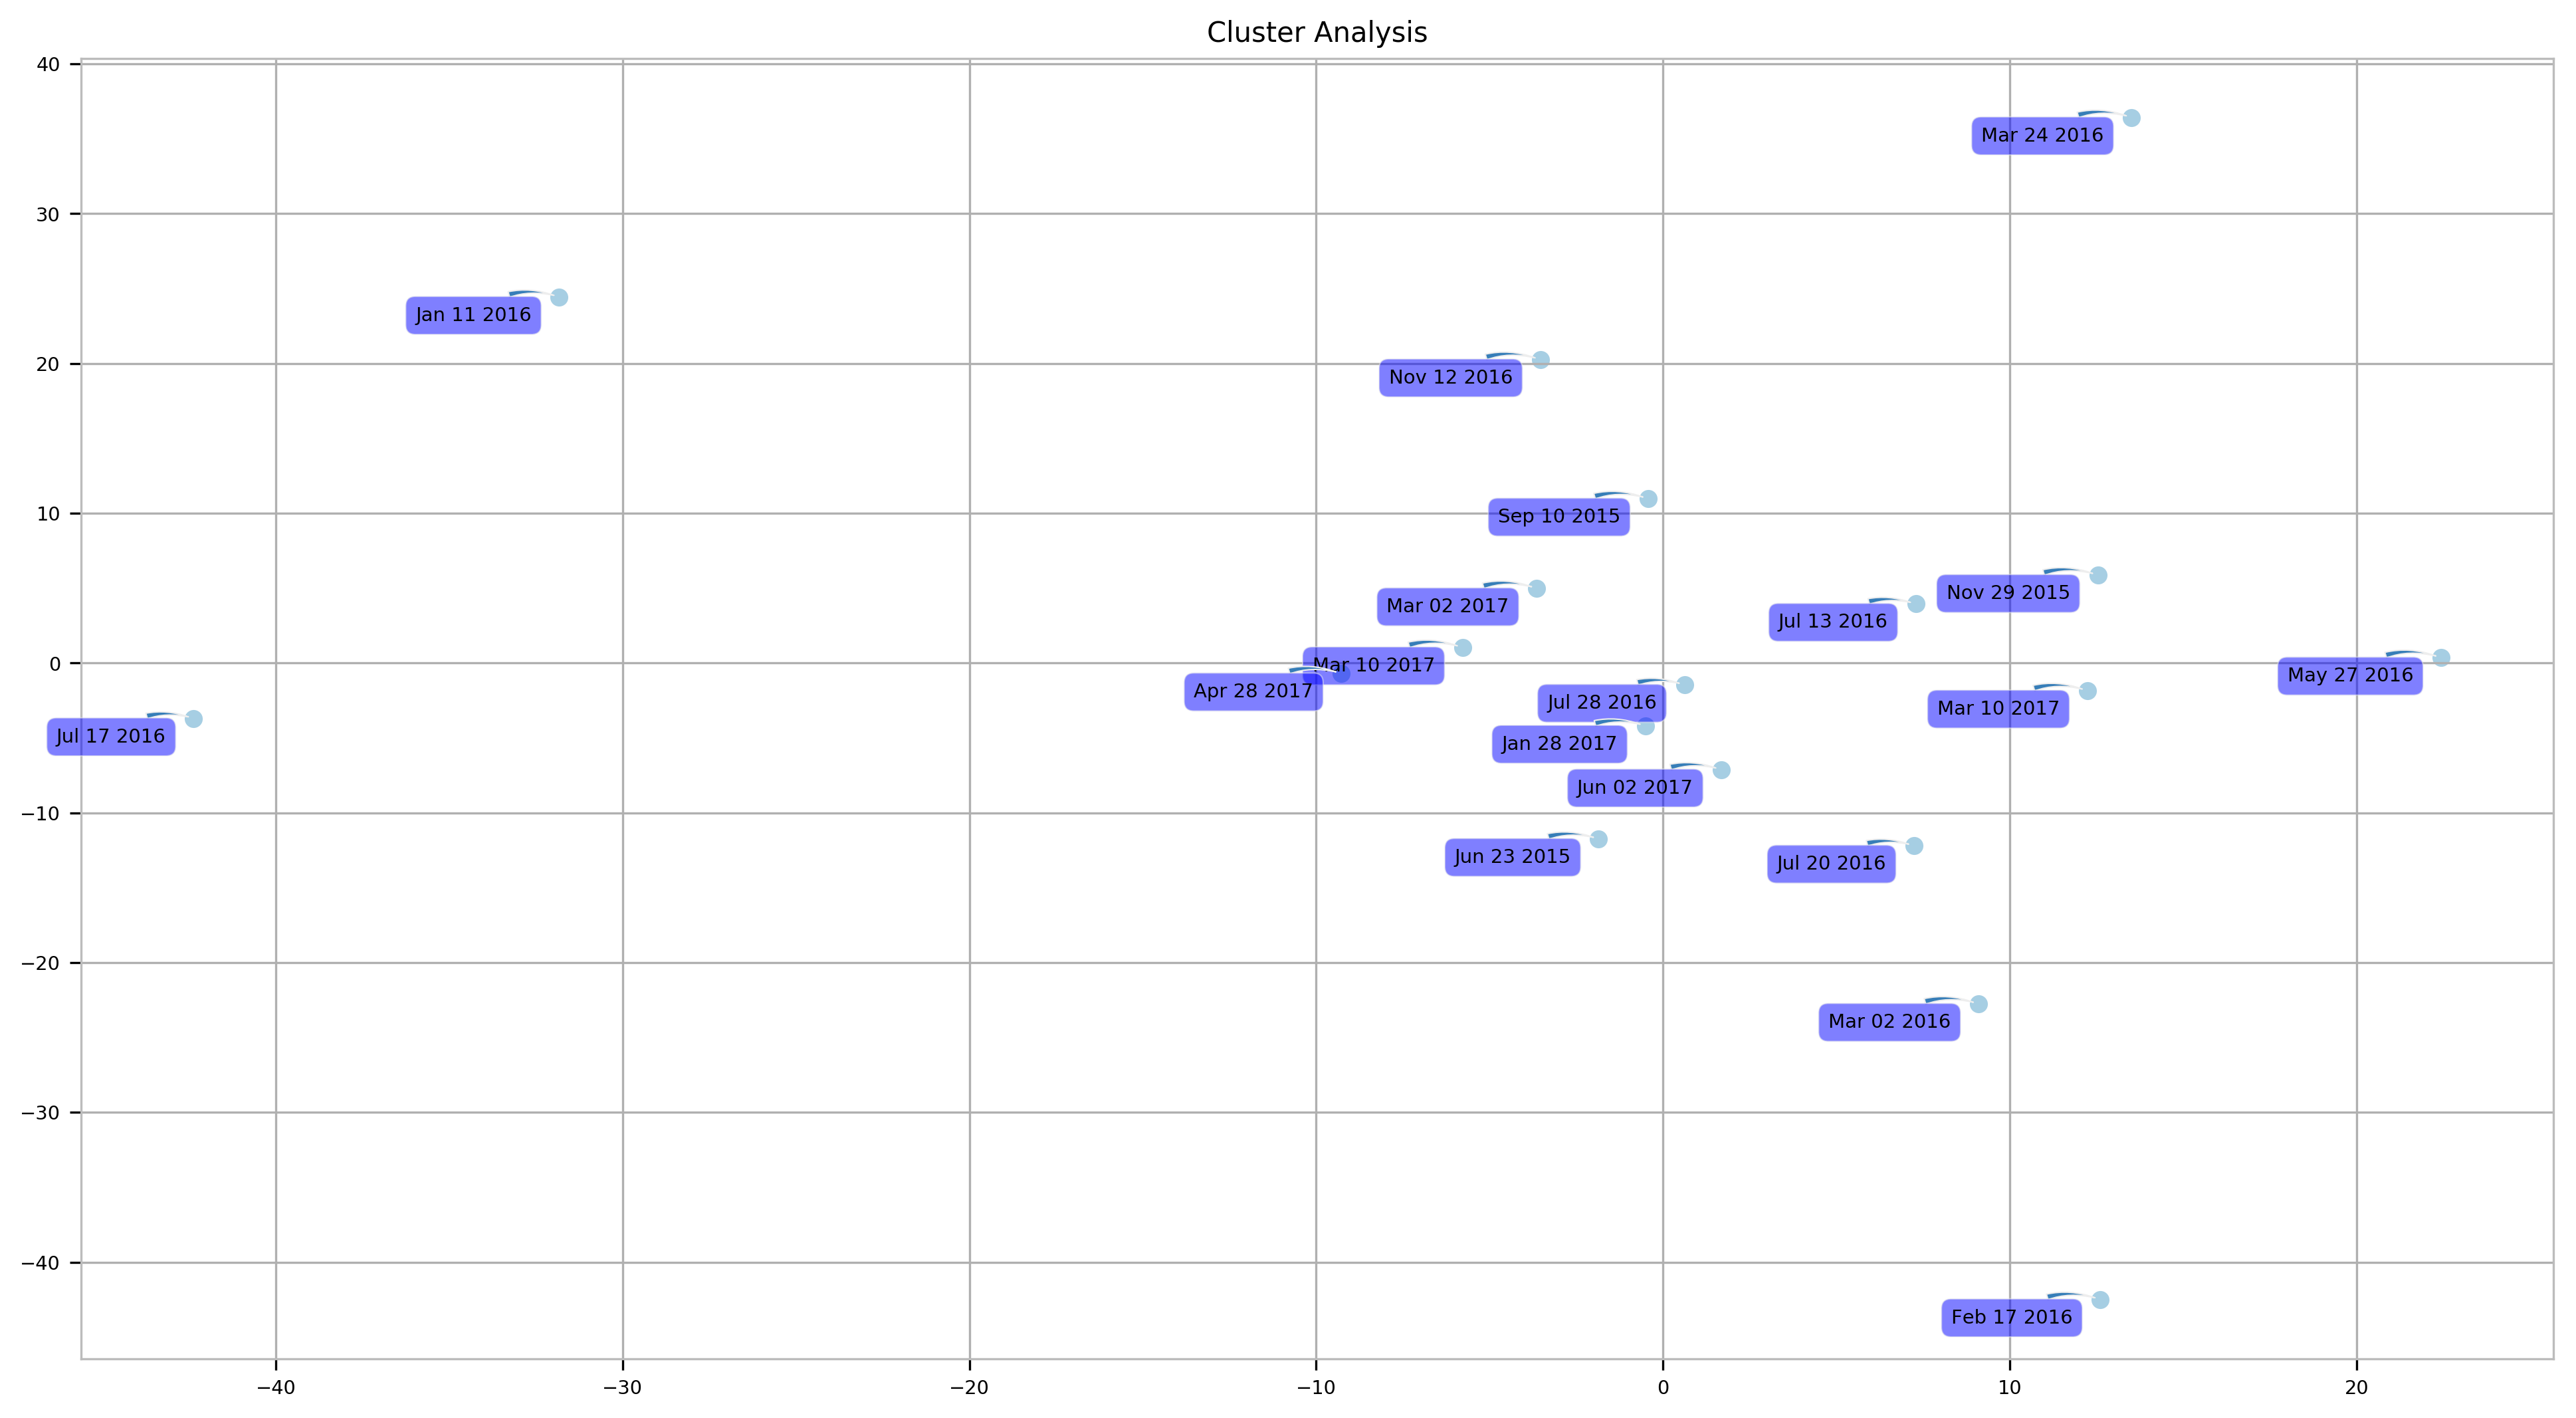 Cluster Analysis
40
Mar 24 2016
30
Jan 11 2016
20
Nov 12 2016
10
Sep 10 2015
Nov 29 2015
Mar 02 2017
Jul 13 2016
0
Mar 10 2017
May 27 2016
Apr 28 2017
Jul 28 2016
Mar 10 2017
Jul 17 2016
Jan 28 2017
Jun 02 2017
−10
Jun 23 2015
Jul 20 2016
−20
Mar 02 2016
−30
−40
Feb 17 2016
−40 −30 −20 −10 0 10 20